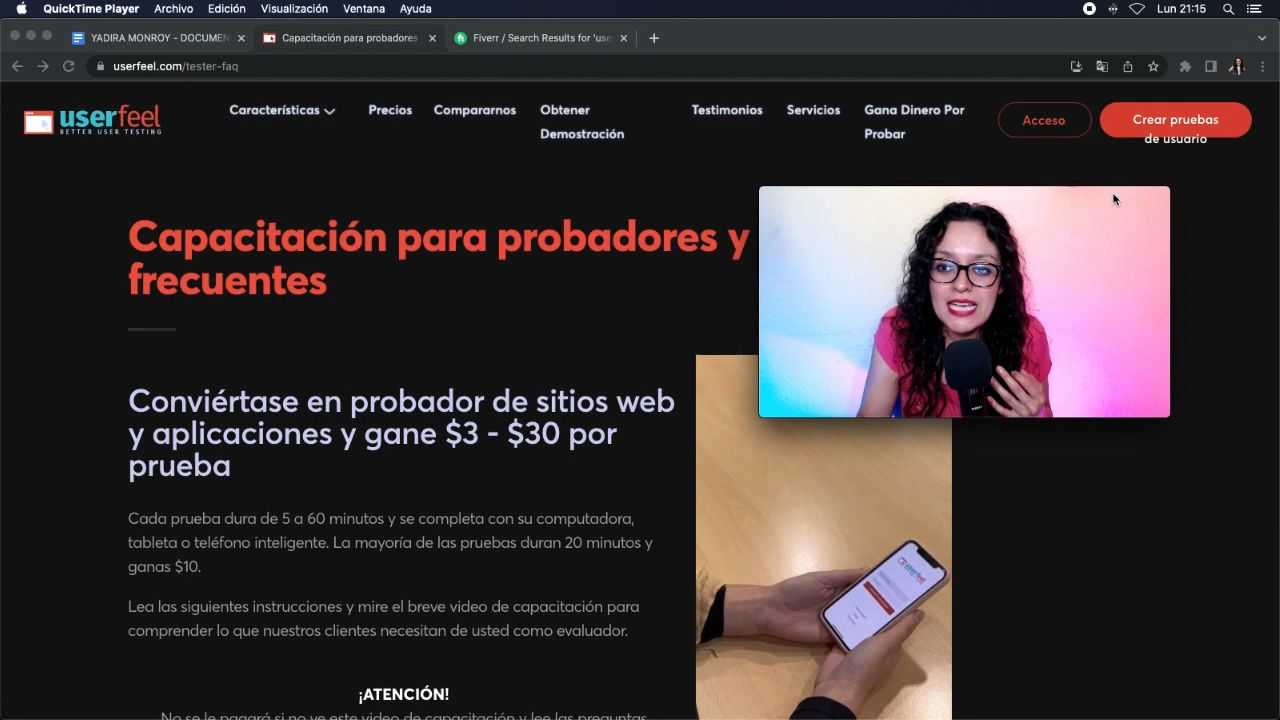 QuickTime Player Archivo Edición Visualización Ventana Ayuda Lun 21:15
YADIRA MONROY - DOCUMEN Capacitación para probadores Fiverr / Search Results for 'use
userfeel.com/tester-faq
userfeel
BETTER USER TESTING
Características Precios Compararnos Obtener Demostración Testimonios Servicios Gana Dinero Por Probar Acceso Crear pruebas de usuario
Capacitación para probadores y
frecuentes
Conviértase en probador de sitios web
y aplicaciones y gane $3 - $30 por
prueba
Cada prueba dura de 5 a 60 minutos y se completa con su computadora,
tableta o teléfono inteligente. La mayoría de las pruebas duran 20 minutos y
ganas $10.
Lea las siguientes instrucciones y mire el breve video de capacitación para
comprender lo que nuestros clientes necesitan de usted como evaluador.
userfeel
¡ATENCIÓN!
No se le pagará si no ve este video de capacitación y lee las preguntas